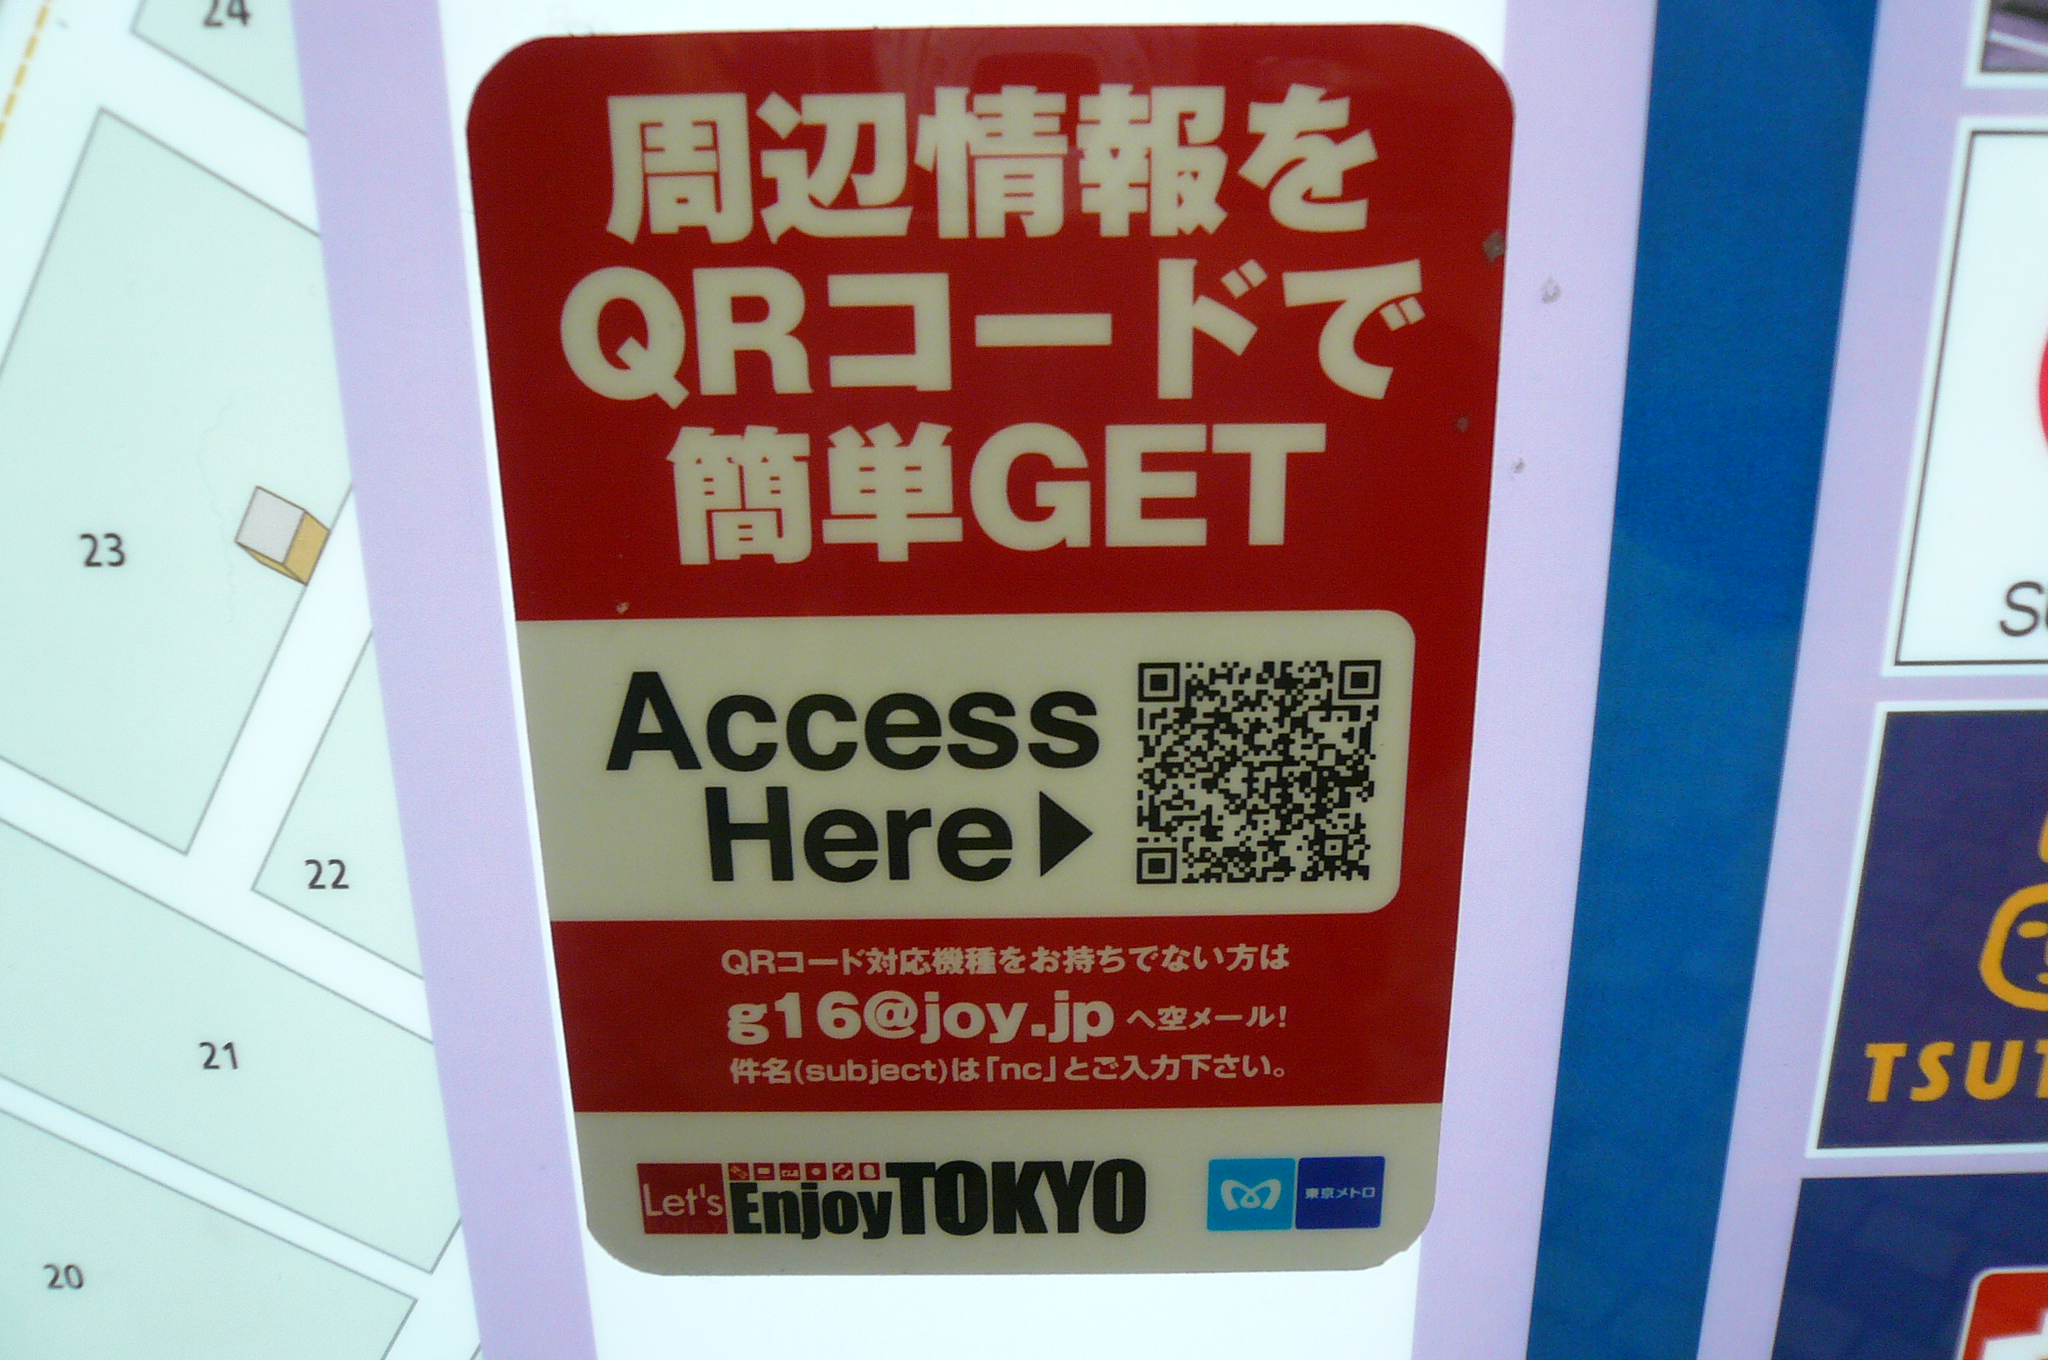 24
23
22
21
20
周辺情報を
QRコードで
簡単GET
Access
Here▶
QRコード対応機種をお持ちでない方は
g16@joy.jp へ空メール!
件名(subject)は「nc」とご入力下さい。
Let's EnjoyTOKYO
東京メトロ
TSUT